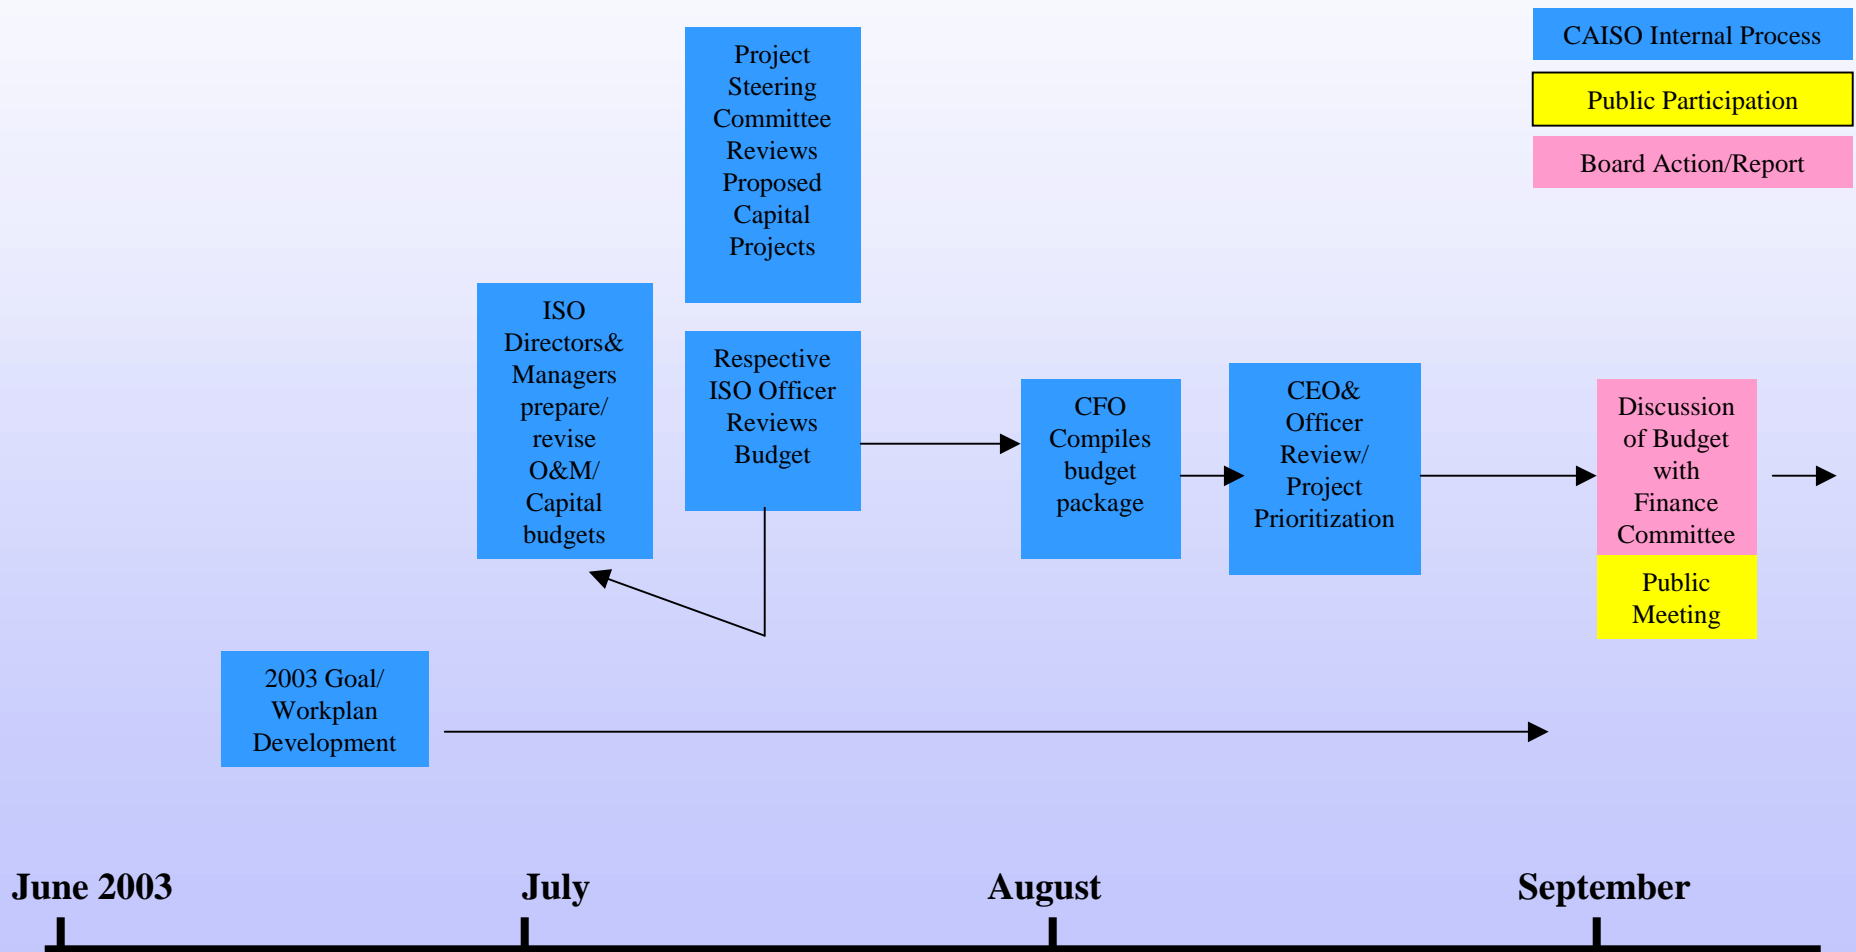 CAISO Internal Process
Public Participation
Board Action/Report
Project
Steering
Committee
Reviews
Proposed
Capital
Projects
ISO
Directors&
Managers
prepare/
revise
O&M/
Capital
budgets
Respective
ISO Officer
Reviews
Budget
CFO
Compiles
budget
package
CEO&
Officer
Review/
Project
Prioritization
Discussion
of Budget
with
Finance
Committee
Public
Meeting
2003 Goal/
Workplan
Development
June 2003
July
August
September